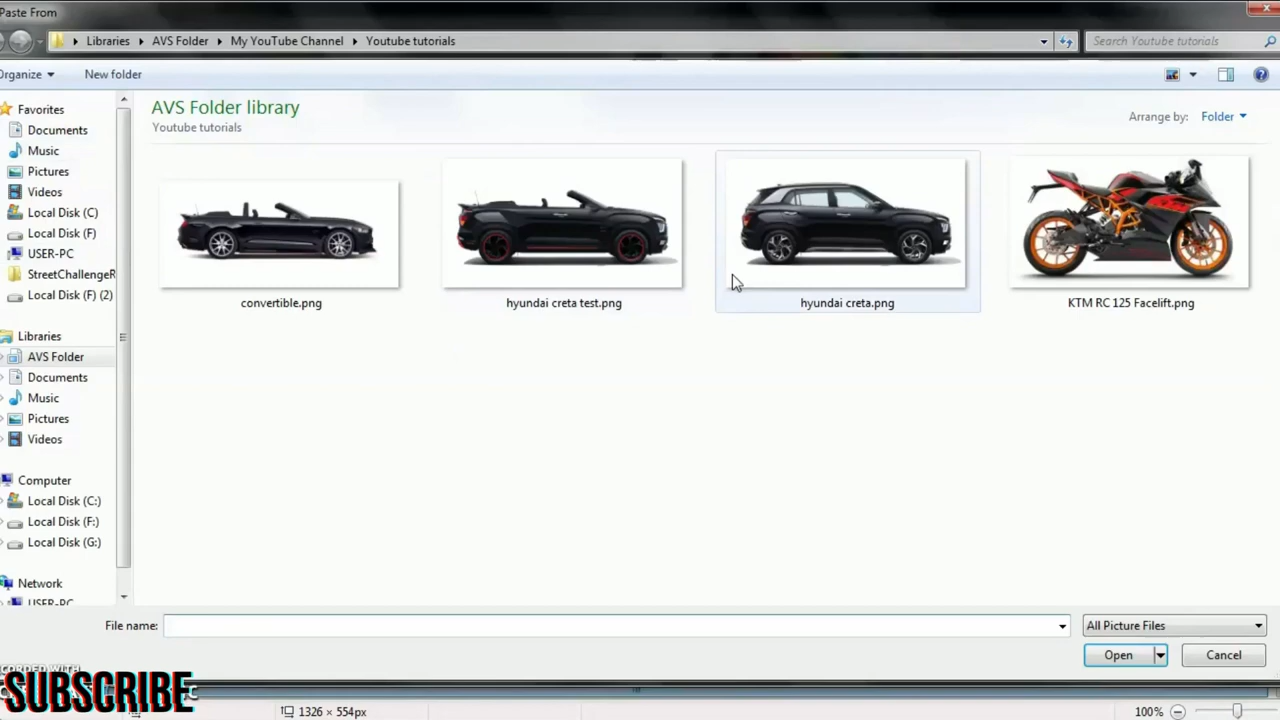 Paste From
Libraries AVS Folder My YouTube Channel Youtube tutorials Search Youtube tutorials
Organize New folder
Favorites
Documents
Music
Pictures
Videos
Local Disk (C)
Local Disk (F)
USER-PC
StreetChallengeR
Local Disk (F) (2)
Libraries
AVS Folder
Documents
Music
Pictures
Videos
Computer
Local Disk (C:)
Local Disk (F:)
Local Disk (G:)
Network
USER-PC
AVS Folder library
Youtube tutorials
Arrange by: Folder
convertible.png
hyundai creta test.png
hyundai creta.png
KTM RC 125 Facelift.png
File name:
All Picture Files
Open
Cancel
SUBSCRIBE
1326 × 554px
100%